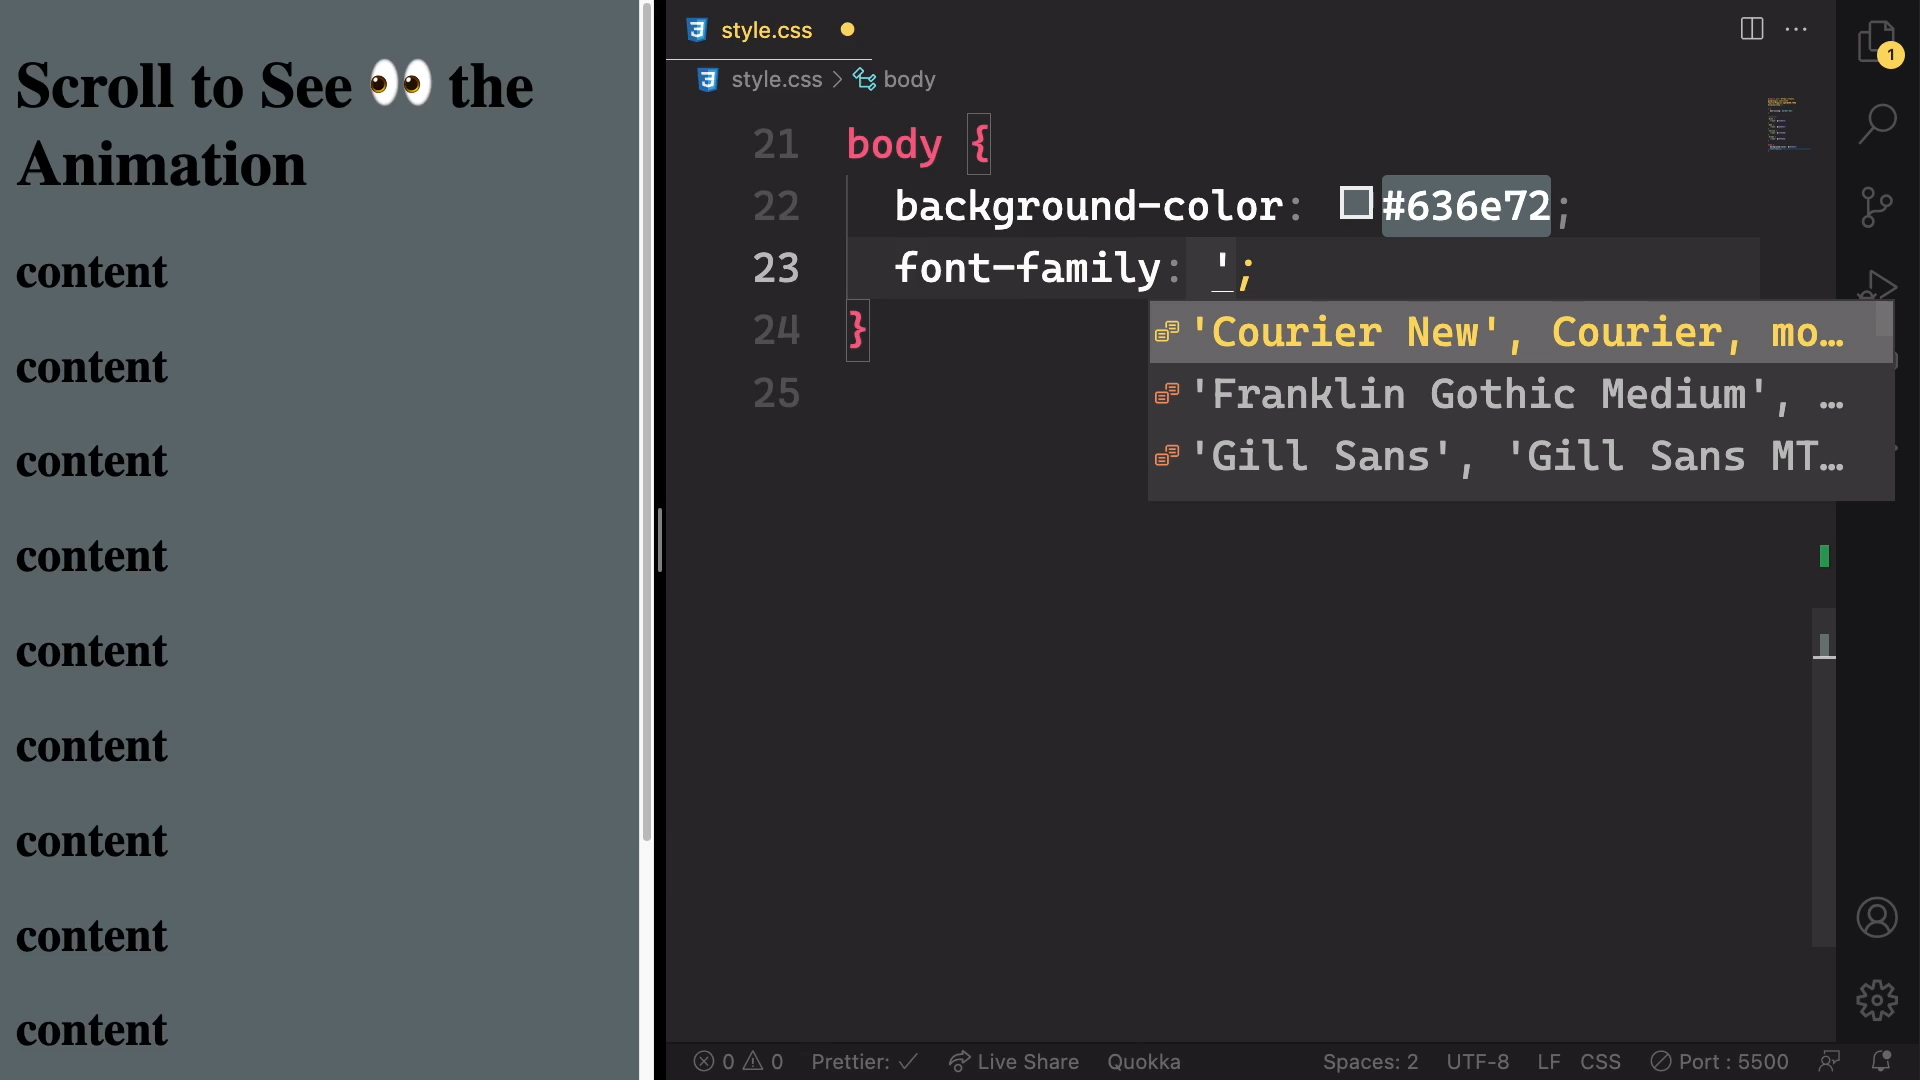 Scroll to See 👀 the
Animation
content
content
content
content
content
content
content
content
content
style.css
style.css > body
1
21 body {
22 background-color: #636e72;
23 font-family: ';
24 }
25
'Courier New', Courier, mo…
'Franklin Gothic Medium', …
'Gill Sans', 'Gill Sans MT…
0 0 Prettier: ✓ Live Share Quokka Spaces: 2 UTF-8 LF CSS Port : 5500